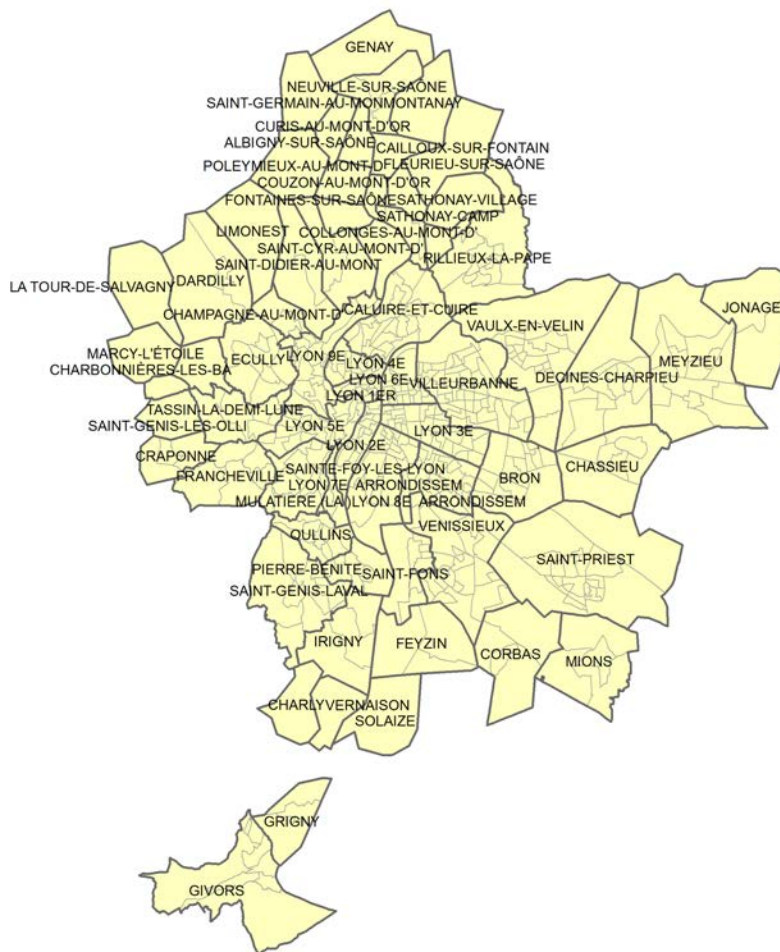 GENAY
NEUVILLE-SUR-SAÔNE
SAINT-GERMAIN-AU-MONMONTANAY
CURIS-AU-MONT-D'OR
ALBIGNY-SUR-SAÔNE
CAILLOUX-SUR-FONTAIN
POLEYMIEUX-AU-MONT-D'
FLEURIEU-SUR-SAÔNE
COUZON-AU-MONT-D'OR
FONTAINES-SUR-SAÔNE
SATHONAY-VILLAGE
SATHONAY-CAMP
LIMONEST
COLLONGES-AU-MONT-D'
SAINT-CYR-AU-MONT-D'
SAINT-DIDIER-AU-MONT
RILLIEUX-LA-PAPE
LA TOUR-DE-SALVAGNY
DARDILLY
JONAGE
CHAMPAGNE-AU-MONT-D'
CALUIRE-ET-CUIRE
VAULX-EN-VELIN
MARCY-L'ÉTOILE
ECULLY
LYON 9E
LYON 4E
MEYZIEU
CHARBONNIÈRES-LES-BA
LYON 6E
VILLEURBANNE
DECINES-CHARPIEU
LYON 1ER
TASSIN-LA-DEMI-LUNE
SAINT-GENIS-LES-OLLI
LYON 5E
LYON 3E
LYON 2E
CRAPONNE
FRANCHEVILLE
SAINTE-FOY-LES-LYON
BRON
CHASSIEU
LYON 7E ARRONDISSEM
MULATIERE (LA)
LYON 8E ARRONDISSEM
VENISSIEUX
OULLINS
SAINT-PRIEST
PIERRE-BENITE
SAINT-FONS
SAINT-GENIS-LAVAL
IRIGNY
FEYZIN
CORBAS
MIONS
CHARLY
VERNAISON
SOLAIZE
GRIGNY
GIVORS